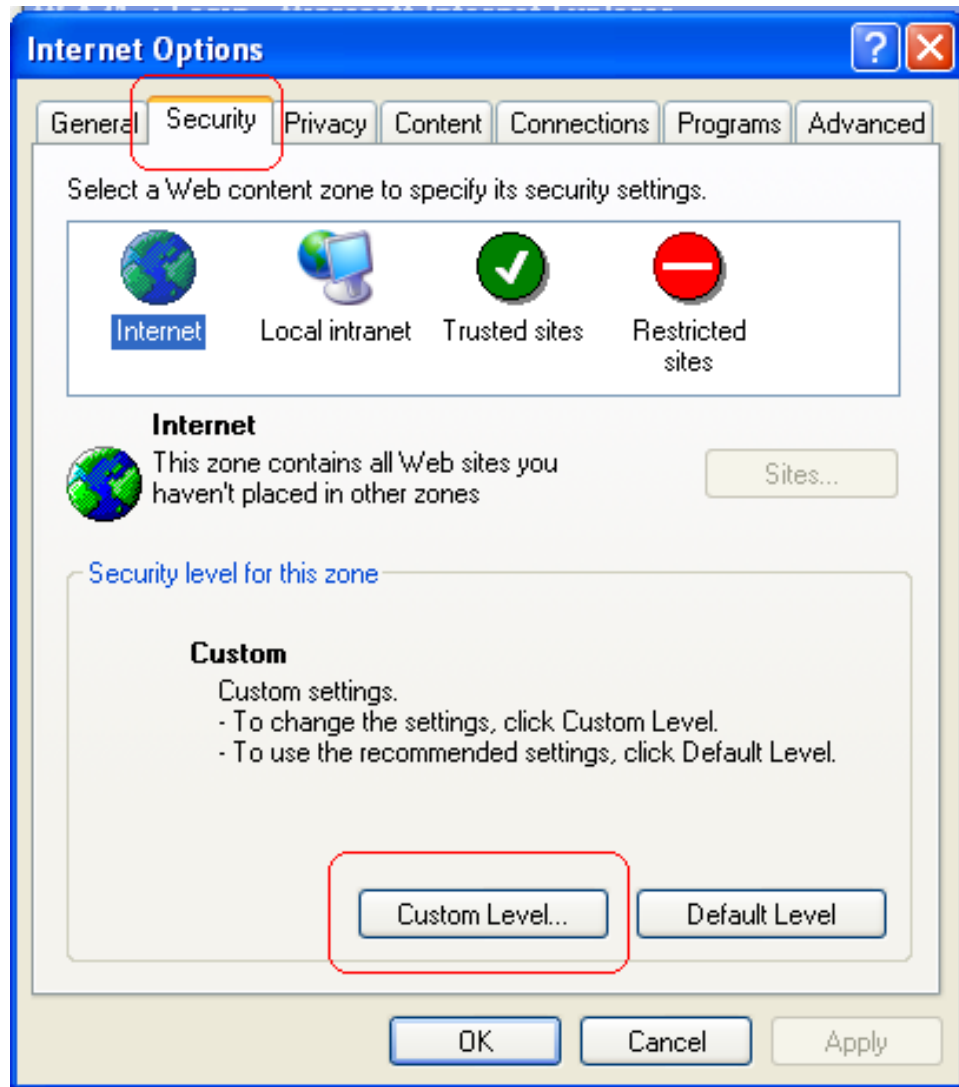 Internet Options
General Security Privacy Content Connections Programs Advanced
Select a Web content zone to specify its security settings.
Internet Local intranet Trusted sites Restricted
sites
Internet
This zone contains all Web sites you
haven't placed in other zones
Sites...
Security level for this zone
Custom
Custom settings.
- To change the settings, click Custom Level.
- To use the recommended settings, click Default Level.
Custom Level... Default Level
OK Cancel Apply